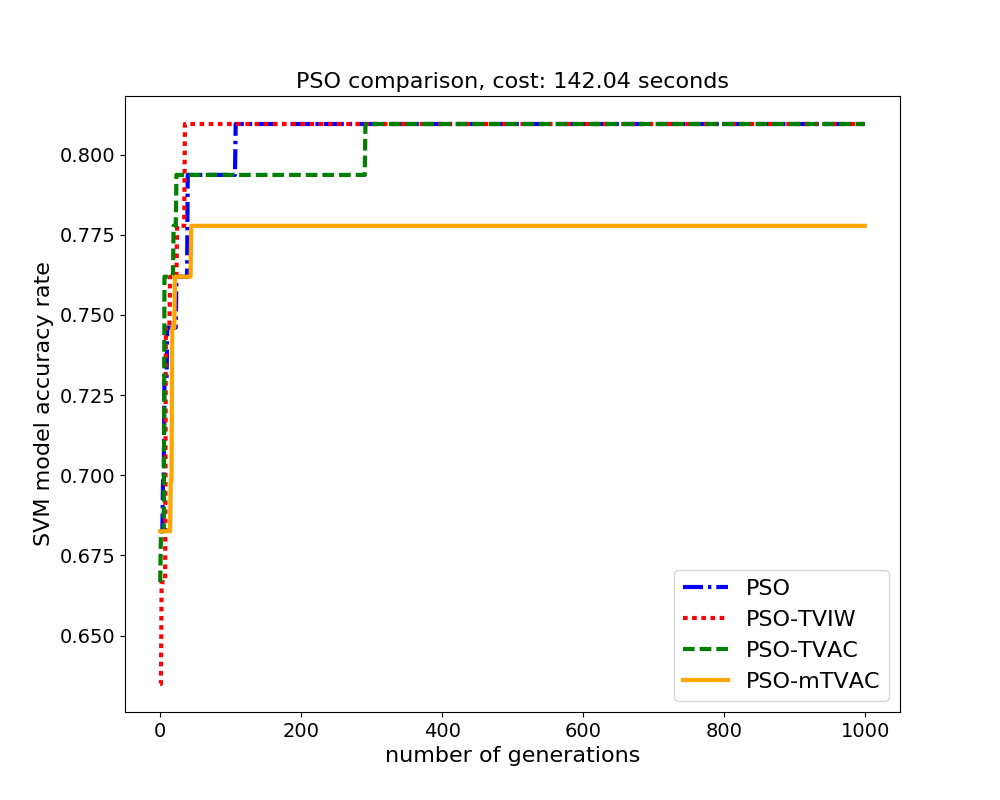 PSO comparison, cost: 142.04 seconds
SVM model accuracy rate
0.800
0.775
0.750
0.725
0.700
0.675
0.650
PSO
PSO-TVIW
PSO-TVAC
PSO-mTVAC
0 200 400 600 800 1000
number of generations